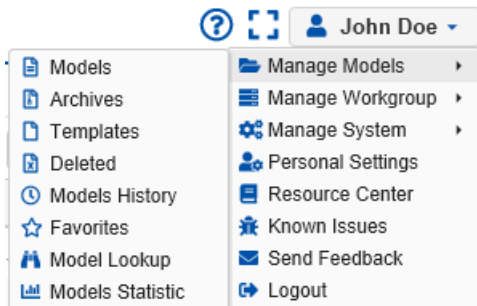 John Doe
Models
Archives
Templates
Deleted
Models History
Favorites
Model Lookup
Models Statistic
Manage Models
Manage Workgroup
Manage System
Personal Settings
Resource Center
Known Issues
Send Feedback
Logout